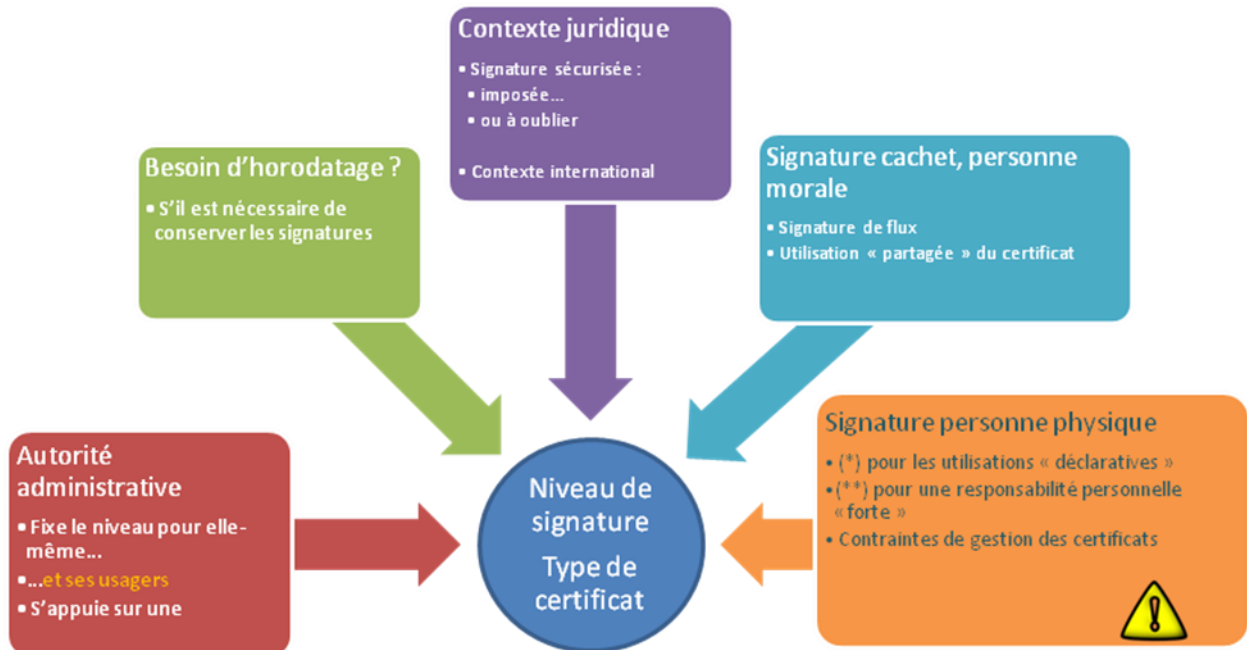 Contexte juridique
▪ Signature sécurisée :
▪ imposée...
▪ ou à oublier
▪ Contexte international
Besoin d'horodatage ?
▪ S'il est nécessaire de
conserver les signatures
Signature cachet, personne
morale
▪ Signature de flux
▪ Utilisation « partagée » du certificat
Autorité
administrative
▪ Fixe le niveau pour elle-
même...
▪ ...et ses usagers
▪ S'appuie sur une
Signature personne physique
• (*) pour les utilisations « déclaratives »
• (**) pour une responsabilité personnelle
« forte »
• Contraintes de gestion des certificats
Niveau de
signature
Type de
certificat